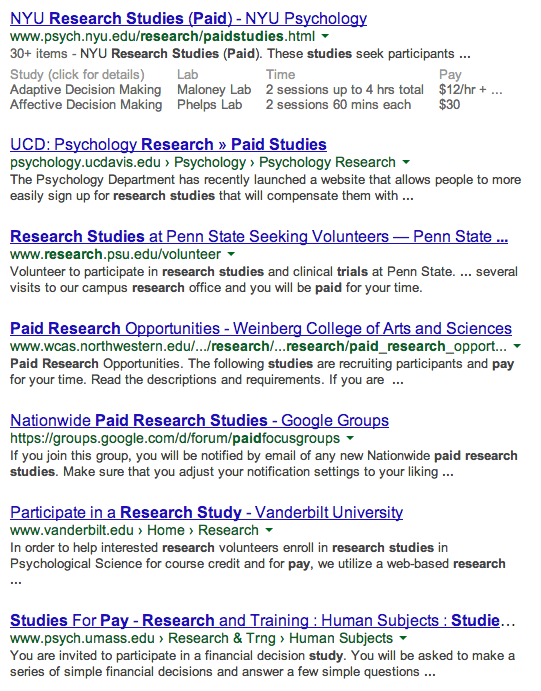 NYU Research Studies (Paid) - NYU Psychology
www.psych.nyu.edu/research/paidstudies.html
30+ items - NYU Research Studies (Paid). These studies seek participants ...
Study (click for details) Lab Time Pay
Adaptive Decision Making Maloney Lab 2 sessions up to 4 hrs total $12/hr + ...
Affective Decision Making Phelps Lab 2 sessions 60 mins each $30
UCD: Psychology Research » Paid Studies
psychology.ucdavis.edu › Psychology › Psychology Research
The Psychology Department has recently launched a website that allows people to more
easily sign up for research studies that will compensate them with ...
Research Studies at Penn State Seeking Volunteers — Penn State ...
www.research.psu.edu/volunteer
Volunteer to participate in research studies and clinical trials at Penn State. ... several
visits to our campus research office and you will be paid for your time.
Paid Research Opportunities - Weinberg College of Arts and Sciences
www.wcas.northwestern.edu/.../research/...research/paid_research_opport...
Paid Research Opportunities. The following studies are recruiting participants and pay
for your time. Read the descriptions and requirements. If you are ...
Nationwide Paid Research Studies - Google Groups
https://groups.google.com/d/forum/paidfocusgroups
If you join this group, you will be notified by email of any new Nationwide paid research
studies. Make sure that you adjust your notification settings to your liking ...
Participate in a Research Study - Vanderbilt University
www.vanderbilt.edu › Home › Research
In order to help interested research volunteers enroll in research studies in
Psychological Science for course credit and for pay, we utilize a web-based research
...
Studies For Pay - Research and Training : Human Subjects : Studie...
www.psych.umass.edu › Research & Trng › Human Subjects
You are invited to participate in a financial decision study. You will be asked to make a
series of simple financial decisions and answer a few simple questions ...